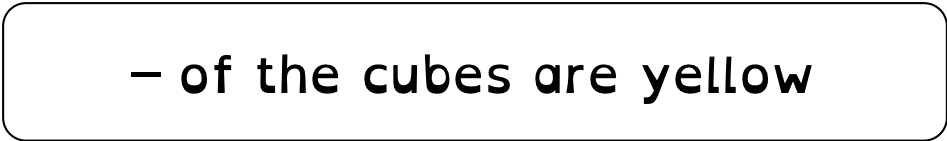 – of the cubes are yellow